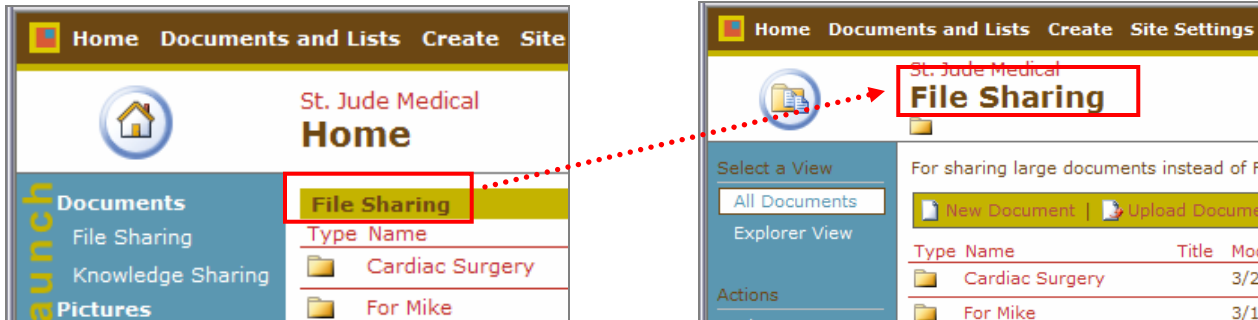 Home Documents and Lists Create Site
St. Jude Medical
Home
aunch
Documents
File Sharing
Knowledge Sharing
Pictures
File Sharing
Type Name
Cardiac Surgery
For Mike
Home Documents and Lists Create Site Settings
St. Jude Medical
File Sharing
Select a View
All Documents
Explorer View
Actions
For sharing large documents instead of
New Document | Upload Docume
Type Name Title Mo
Cardiac Surgery 3/2
For Mike 3/1